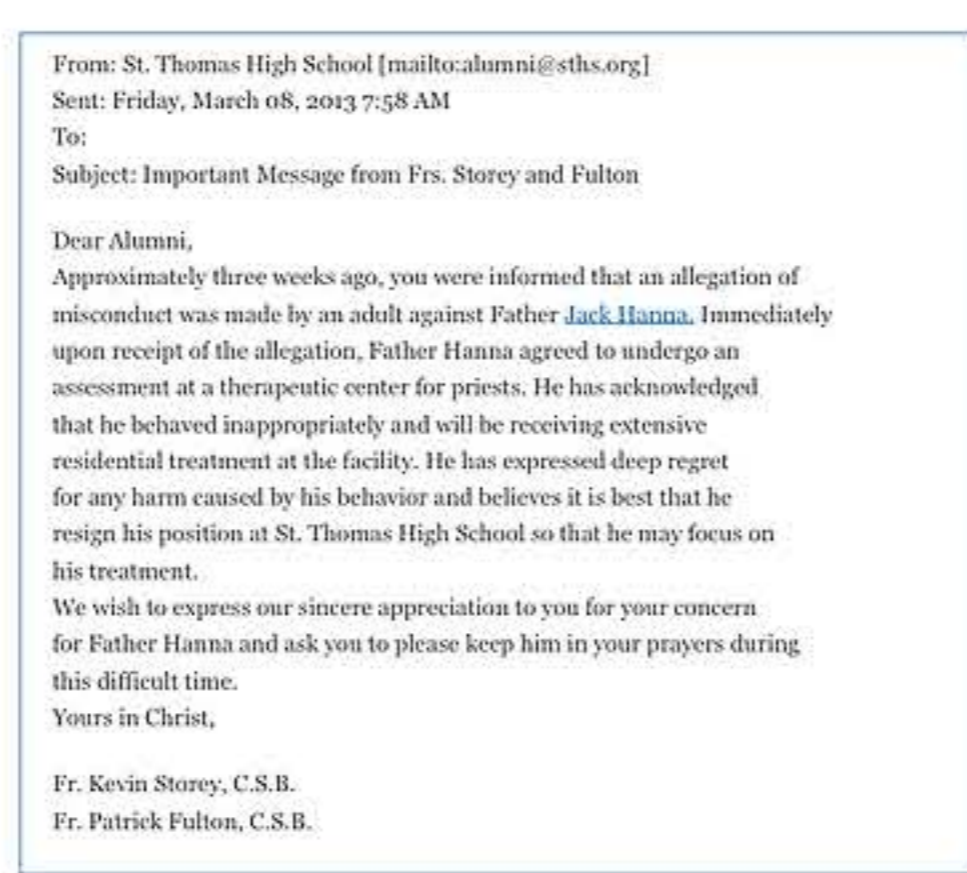 From: St. Thomas High School [mailto:alumni@sths.org]
Sent: Friday, March 08, 2013 7:58 AM
To:
Subject: Important Message from Frs. Storey and Fulton
Dear Alumni,
Approximately three weeks ago, you were informed that an allegation of
misconduct was made by an adult against Father Jack Hanna. Immediately
upon receipt of the allegation, Father Hanna agreed to undergo an
assessment at a therapeutic center for priests. He has acknowledged
that he behaved inappropriately and will be receiving extensive
residential treatment at the facility. He has expressed deep regret
for any harm caused by his behavior and believes it is best that he
resign his position at St. Thomas High School so that he may focus on
his treatment.
We wish to express our sincere appreciation to you for your concern
for Father Hanna and ask you to please keep him in your prayers during
this difficult time.
Yours in Christ,
Fr. Kevin Storey, C.S.B.
Fr. Patrick Fulton, C.S.B.